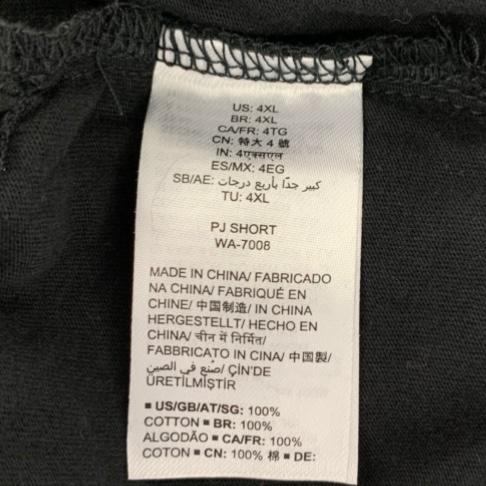 US: 4XL
BR: 4XL
CA/FR: 4TG
CN: 特大 4 號
IN: 4एक्सएल
ES/MX: 4EG
SB/AE: كبير جدًا بأربع درجات
TU: 4XL
PJ SHORT
WA-7008
MADE IN CHINA/ FABRICADO
NA CHINA/ FABRIQUÉ EN
CHINE/ 中国制造/ IN CHINA
HERGESTELLT/ HECHO EN
CHINA/ चीन में निर्मित/
FABBRICATO IN CINA/ 中国製/
صُنع في الصين/ ÇİN'DE
ÜRETİLMİŞTİR
▪ US/GB/AT/SG: 100%
COTTON ▪ BR: 100%
ALGODÃO ▪ CA/FR: 100%
COTON ▪ CN: 100% 棉 ▪ DE: